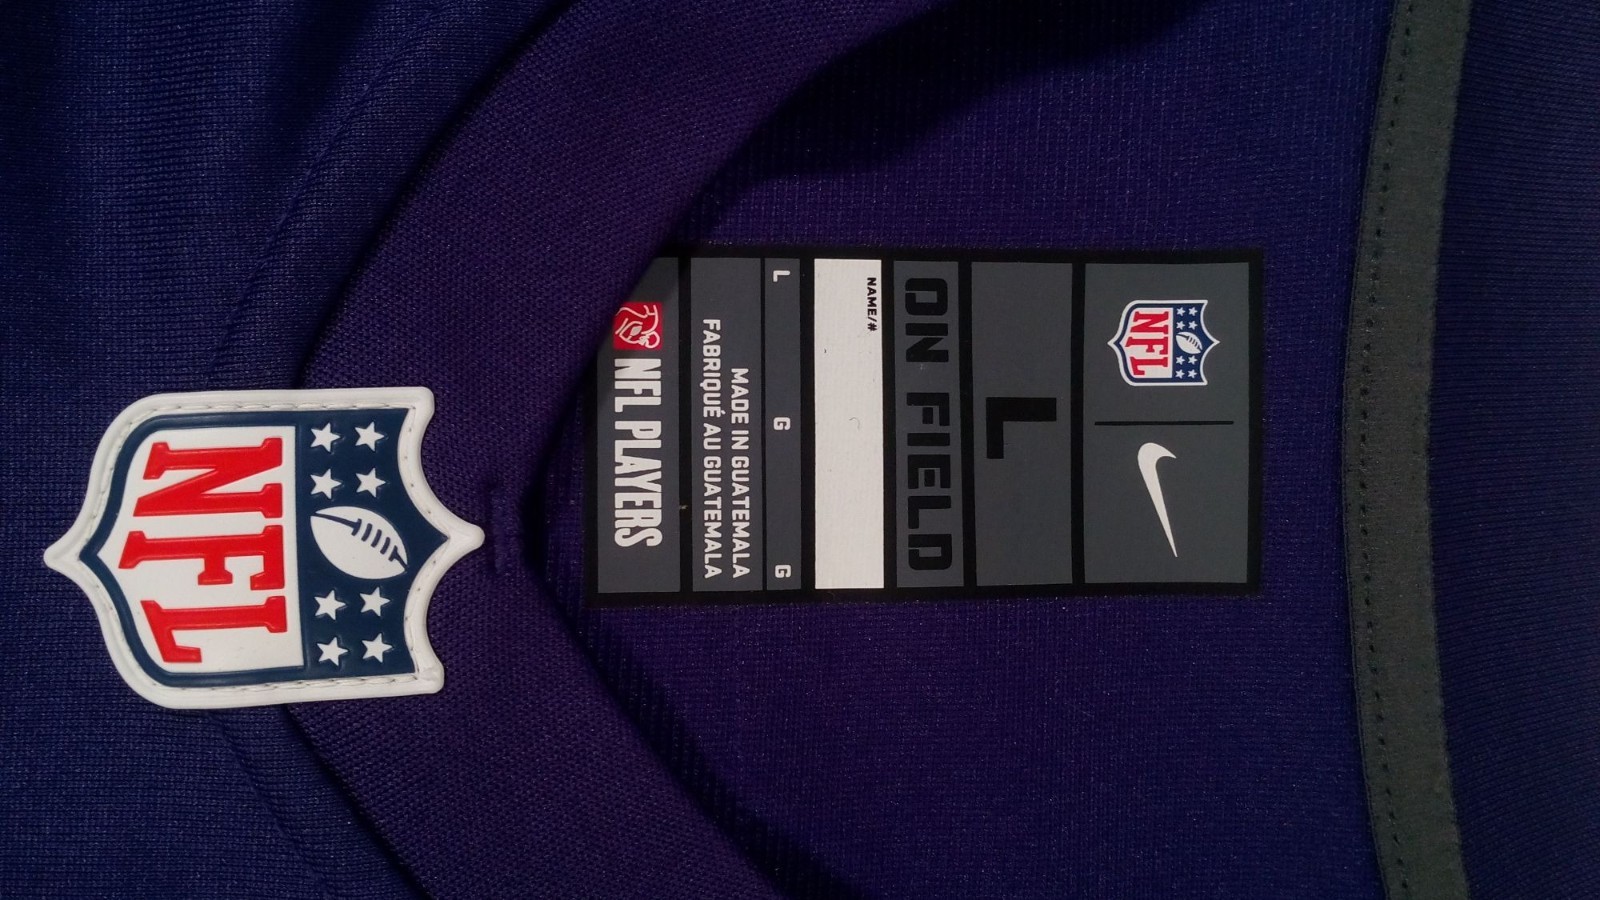 NFL
NFL
L
ON FIELD
NAME/#
L G G
MADE IN GUATEMALA
FABRIQUÉ AU GUATEMALA
NFL PLAYERS